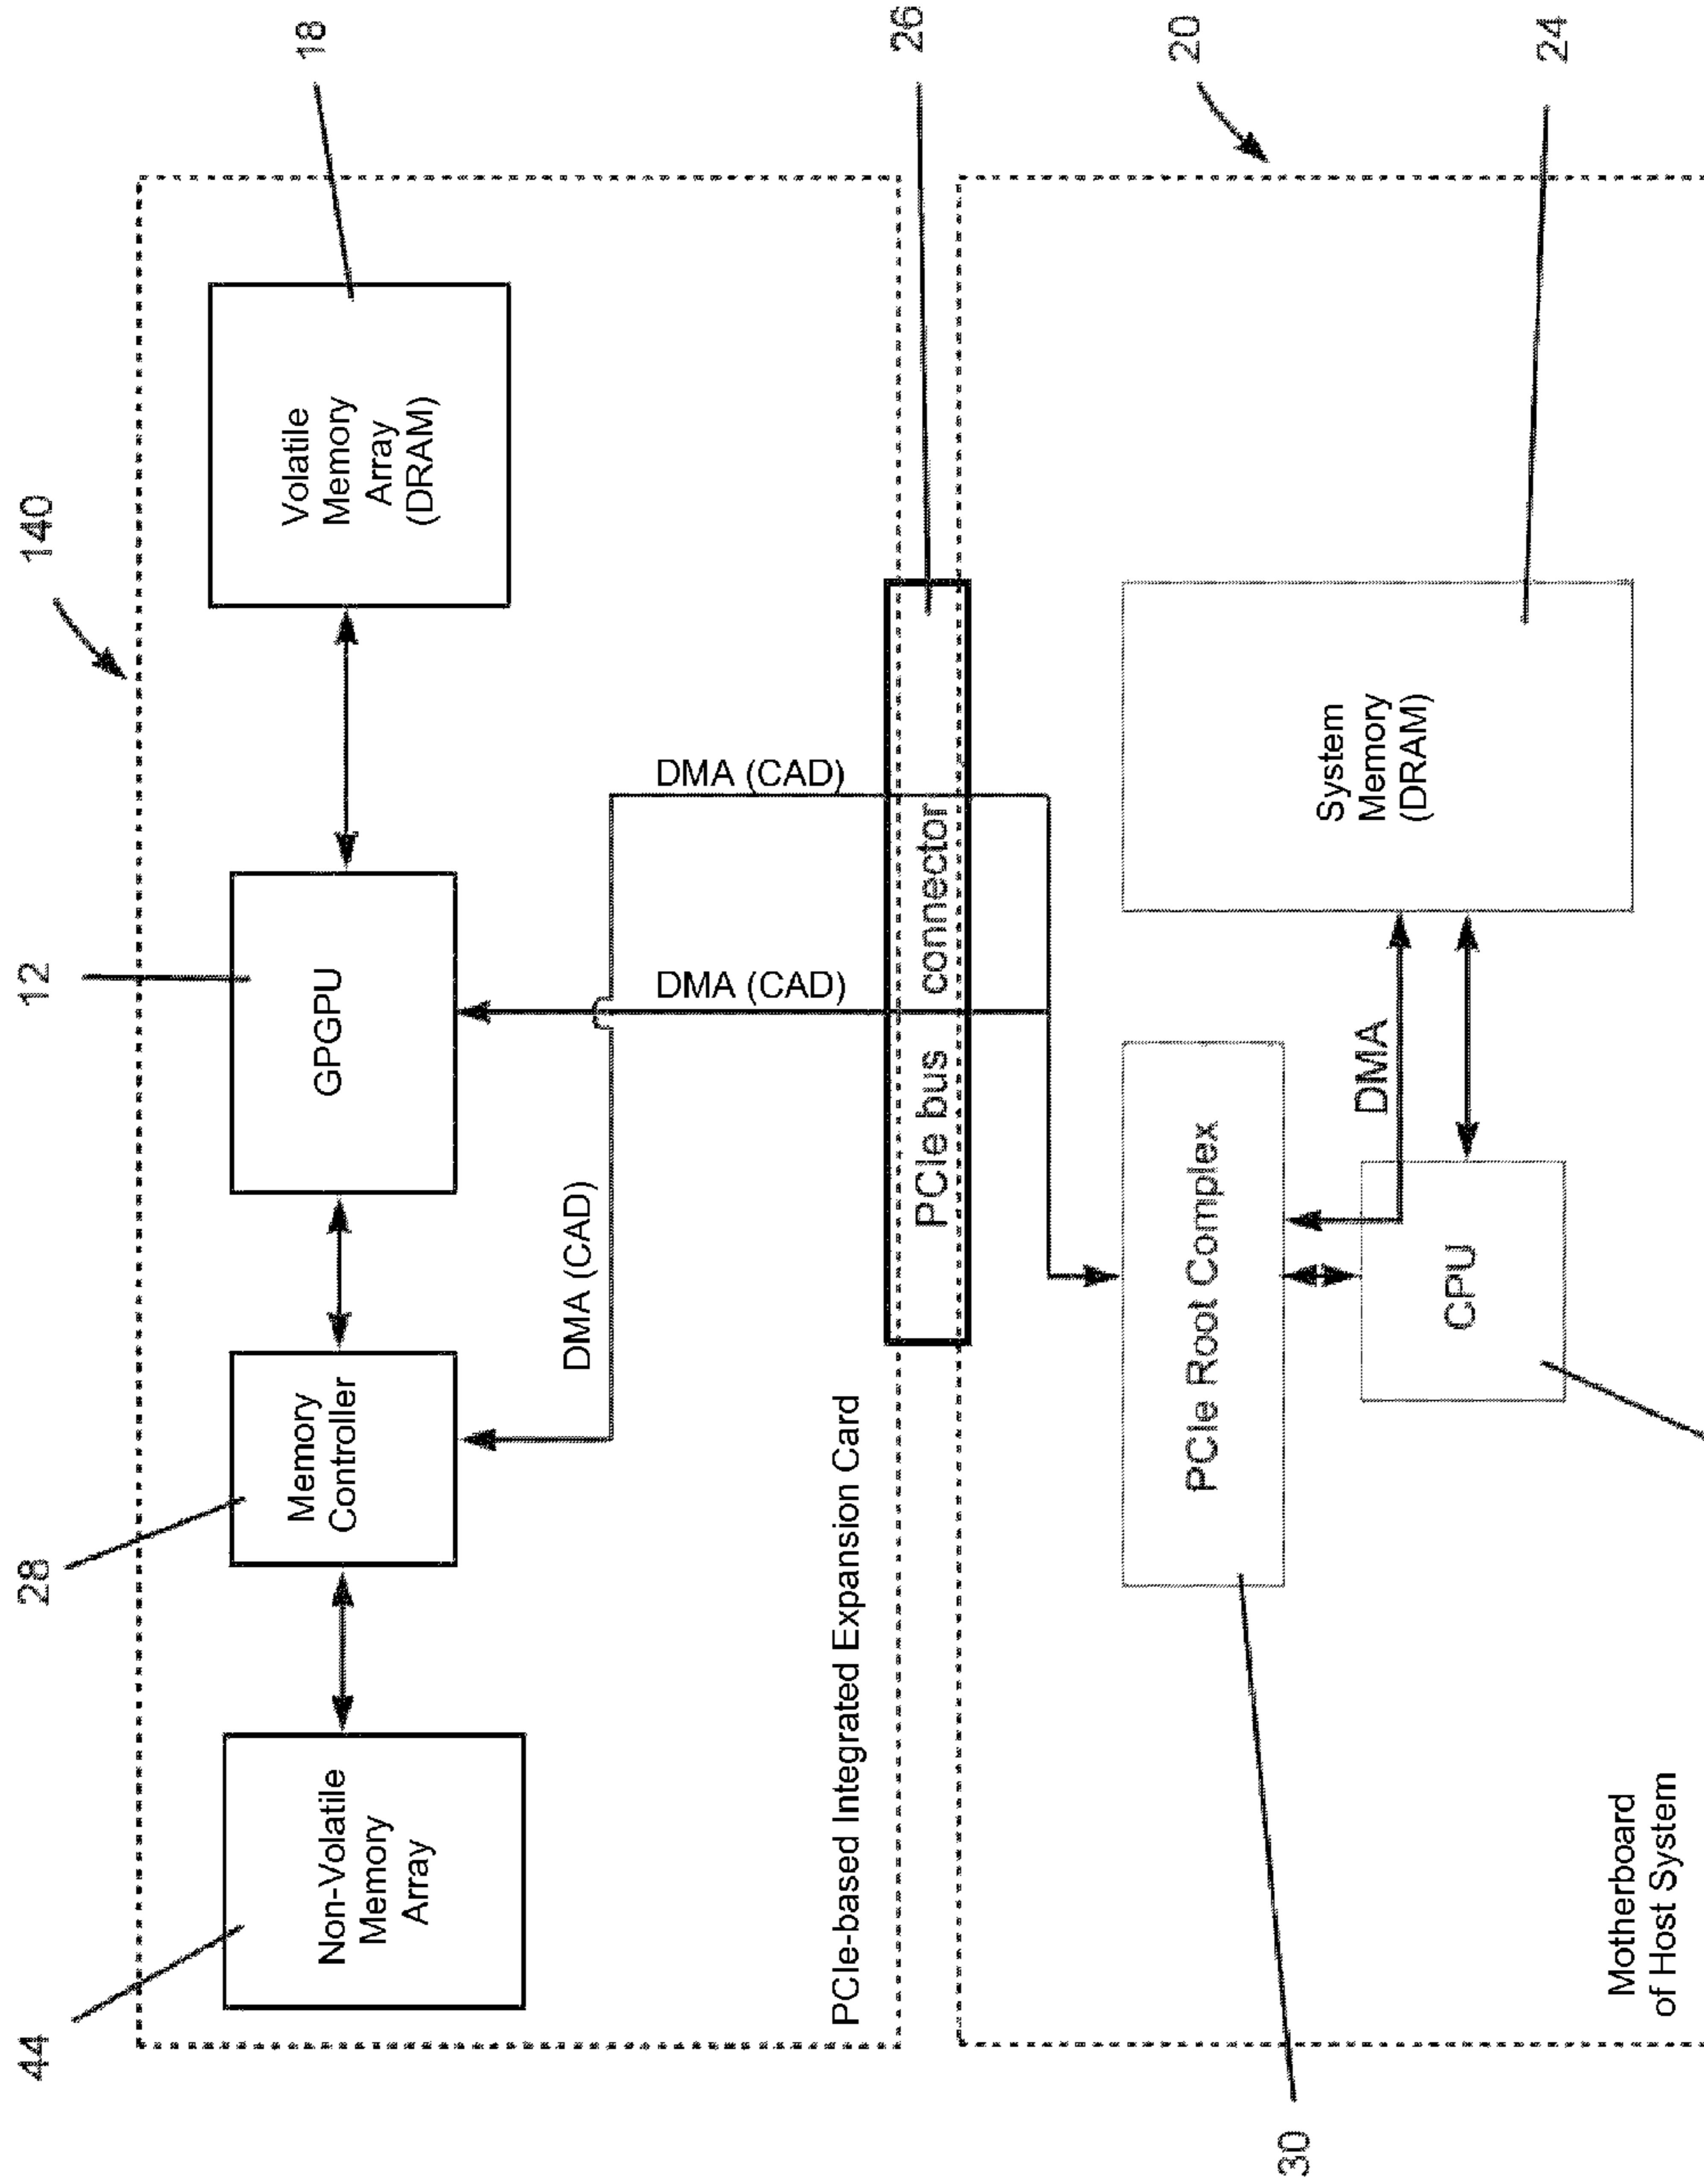 140
44
28
12
18
Non-Volatile
Memory
Array
Memory
Controller
GPGPU
Volatile
Memory
Array
(DRAM)
DMA (CAD)
DMA (CAD)
DMA (CAD)
PCIe-based Integrated Expansion Card
PCIe bus connector
26
20
30
PCIe Root Complex
DMA
CPU
System
Memory
(DRAM)
24
Motherboard
of Host System